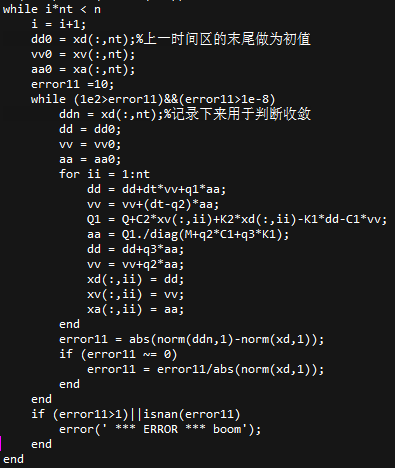 while i*nt < n
i = i+1;
dd0 = xd(:,nt);%上一时间区的末尾做为初值
vv0 = xv(:,nt);
aa0 = xa(:,nt);
error11 =10;
while (1e2>error11)&&(error11>1e-8)
ddn = xd(:,nt);%记录下来用于判断收敛
dd = dd0;
vv = vv0;
aa = aa0;
for ii = 1:nt
dd = dd+dt*vv+q1*aa;
vv = vv+(dt-q2)*aa;
Q1 = Q+C2*xv(:,ii)+K2*xd(:,ii)-K1*dd-C1*vv;
aa = Q1./diag(M+q2*C1+q3*K1);
dd = dd+q3*aa;
vv = vv+q2*aa;
xd(:,ii) = dd;
xv(:,ii) = vv;
xa(:,ii) = aa;
end
error11 = abs(norm(ddn,1)-norm(xd,1));
if (error11 ~= 0)
error11 = error11/abs(norm(xd,1));
end
end
if (error11>1)||isnan(error11)
error(' *** ERROR *** boom');
end
end